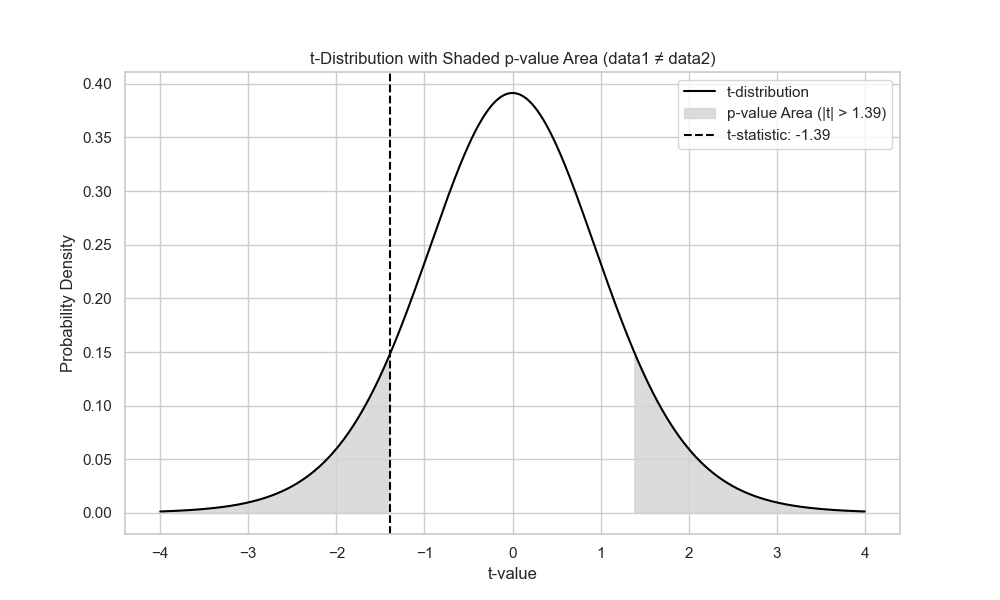 t-Distribution with Shaded p-value Area (data1 ≠ data2)
t-distribution
p-value Area (|t| > 1.39)
t-statistic: -1.39
Probability Density
0.40
0.35
0.30
0.25
0.20
0.15
0.10
0.05
0.00
−4 −3 −2 −1 0 1 2 3 4
t-value